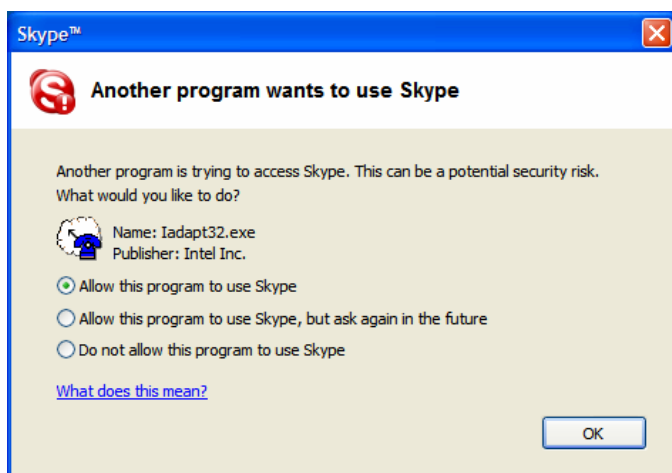 Skype™
Another program wants to use Skype
Another program is trying to access Skype. This can be a potential security risk.
What would you like to do?
Name: Iadapt32.exe
Publisher: Intel Inc.
Allow this program to use Skype
Allow this program to use Skype, but ask again in the future
Do not allow this program to use Skype
What does this mean?
OK